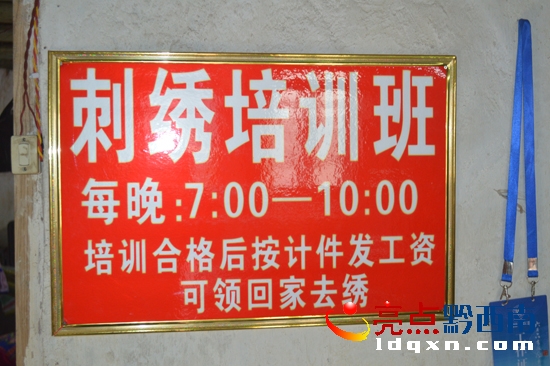 刺绣培训班
每晚:7:00—10:00
培训合格后按计件发工资
可领回家去绣
亮点黔西南
ldqxn.com